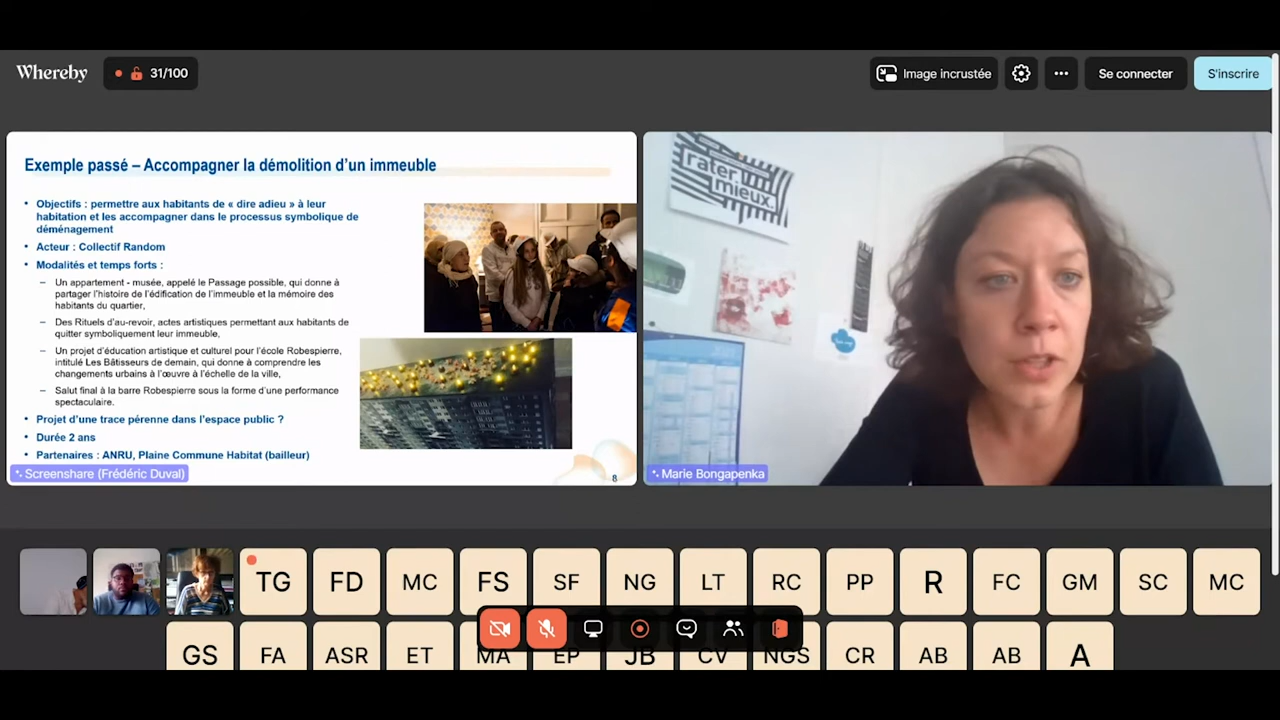 Whereby
31/100
Image incrustée
Se connecter
S'inscrire
Exemple passé – Accompagner la démolition d'un immeuble
• Objectifs : permettre aux habitants de « dire adieu » à leur
habitation et les accompagner dans le processus symbolique de
déménagement
• Acteur : Collectif Random
• Modalités et temps forts :
– Un appartement - musée, appelé le Passage possible, qui donne à
partager l'histoire de l'édification de l'immeuble et la mémoire des
habitants du quartier,
– Des Rituels d'au-revoir, actes artistiques permettant aux habitants de
quitter symboliquement leur immeuble,
– Un projet d'éducation artistique et culturel pour l'école Robespierre,
intitulé Les Bâtisseurs de demain, qui donne à comprendre les
changements urbains à l'œuvre à l'échelle de la ville,
– Salut final à la barre Robespierre sous la forme d'une performance
spectaculaire.
• Projet d'une trace pérenne dans l'espace public ?
• Durée 2 ans
• Partenaires : ANRU, Plaine Commune Habitat (bailleur)
8
Screenshare (Frédéric Duval)
rater
mieux.
Marie Bongapenka
TG FD MC FS SF NG LT RC PP R FC GM SC MC
GS FA ASR ET MA EP JB CV NGS CR AB AB A